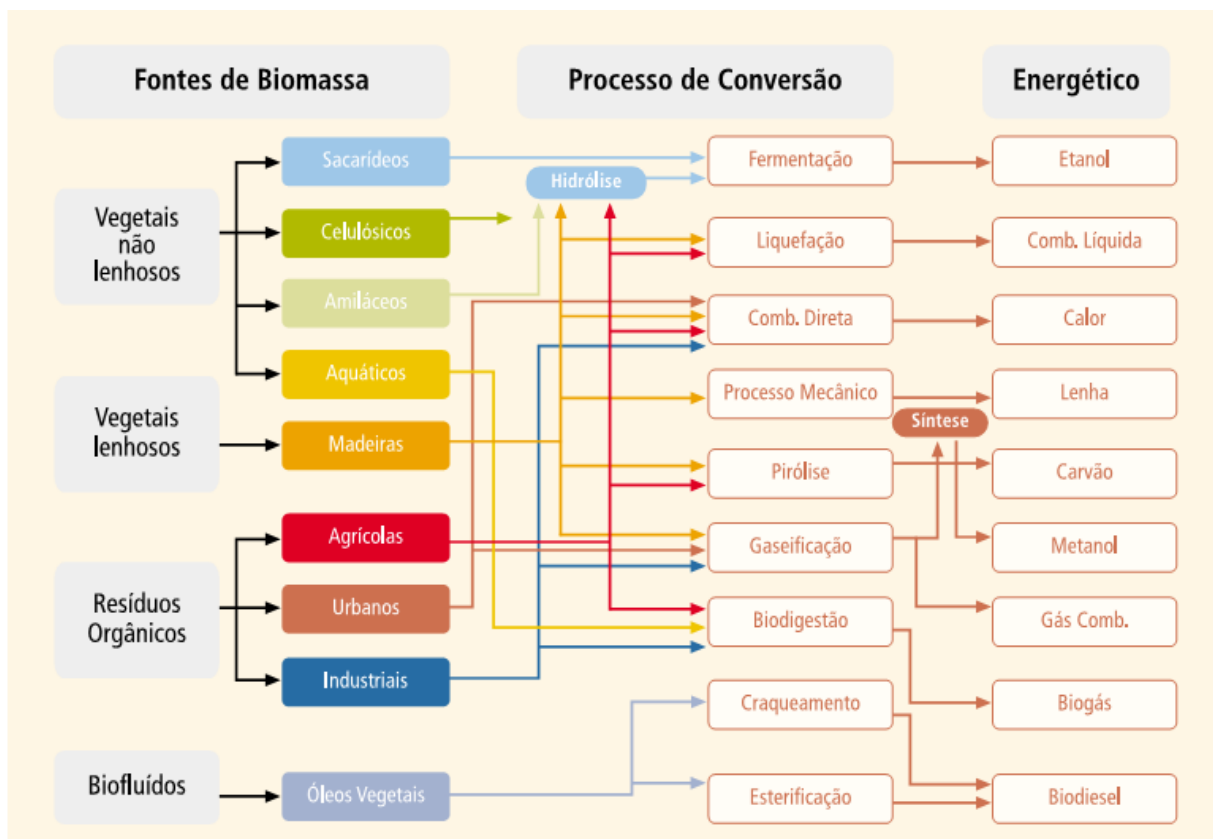 Fontes de Biomassa
Processo de Conversão
Energético
Vegetais
não
lenhosos
Vegetais
lenhosos
Resíduos
Orgânicos
Biofluídos
Sacarídeos
Celulósicos
Amiláceos
Aquáticos
Madeiras
Agrícolas
Urbanos
Industriais
Óleos Vegetais
Hidrólise
Fermentação
Liquefação
Comb. Direta
Processo Mecânico
Pirólise
Gaseificação
Biodigestão
Craqueamento
Esterificação
Síntese
Etanol
Comb. Líquida
Calor
Lenha
Carvão
Metanol
Gás Comb.
Biogás
Biodiesel